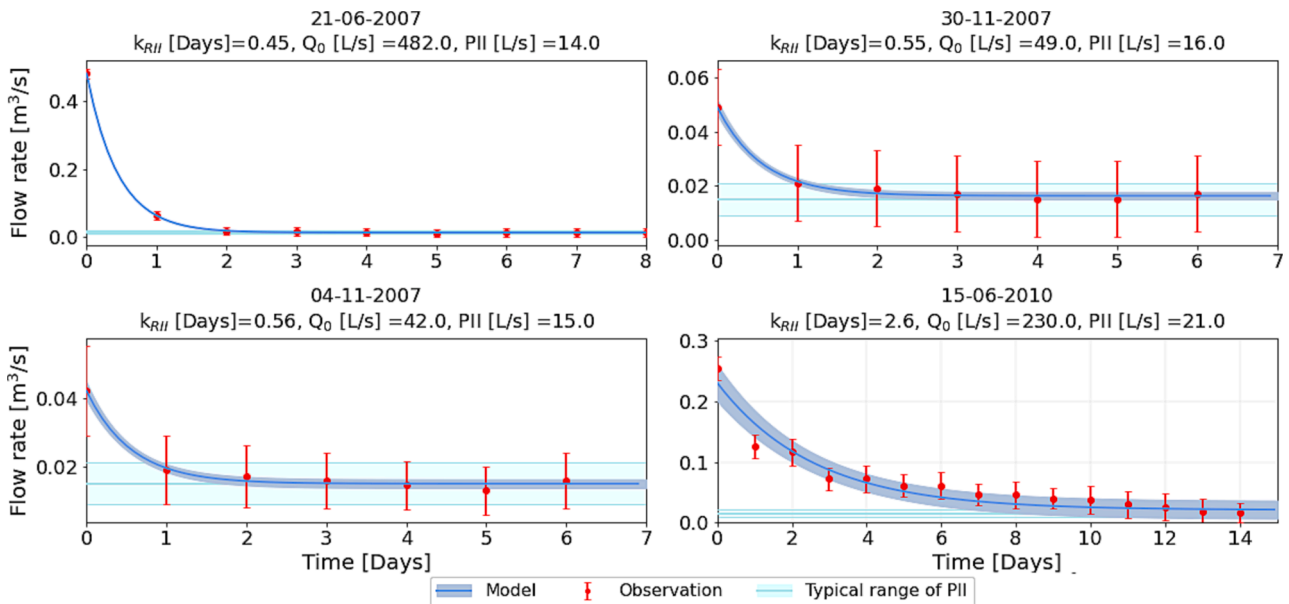 21-06-2007
k_RII [Days]=0.45, Q_0 [L/s] =482.0, PII [L/s] =14.0
Flow rate [m³/s]
0.4
0.2
0.0
0 1 2 3 4 5 6 7 8
30-11-2007
k_RII [Days]=0.55, Q_0 [L/s] =49.0, PII [L/s] =16.0
0.06
0.04
0.02
0.00
0 1 2 3 4 5 6 7
04-11-2007
k_RII [Days]=0.56, Q_0 [L/s] =42.0, PII [L/s] =15.0
Flow rate [m³/s]
0.04
0.02
0 1 2 3 4 5 6 7
Time [Days]
15-06-2010
k_RII [Days]=2.6, Q_0 [L/s] =230.0, PII [L/s] =21.0
0.3
0.2
0.1
0.0
0 2 4 6 8 10 12 14
Time [Days]
Model Observation Typical range of PII